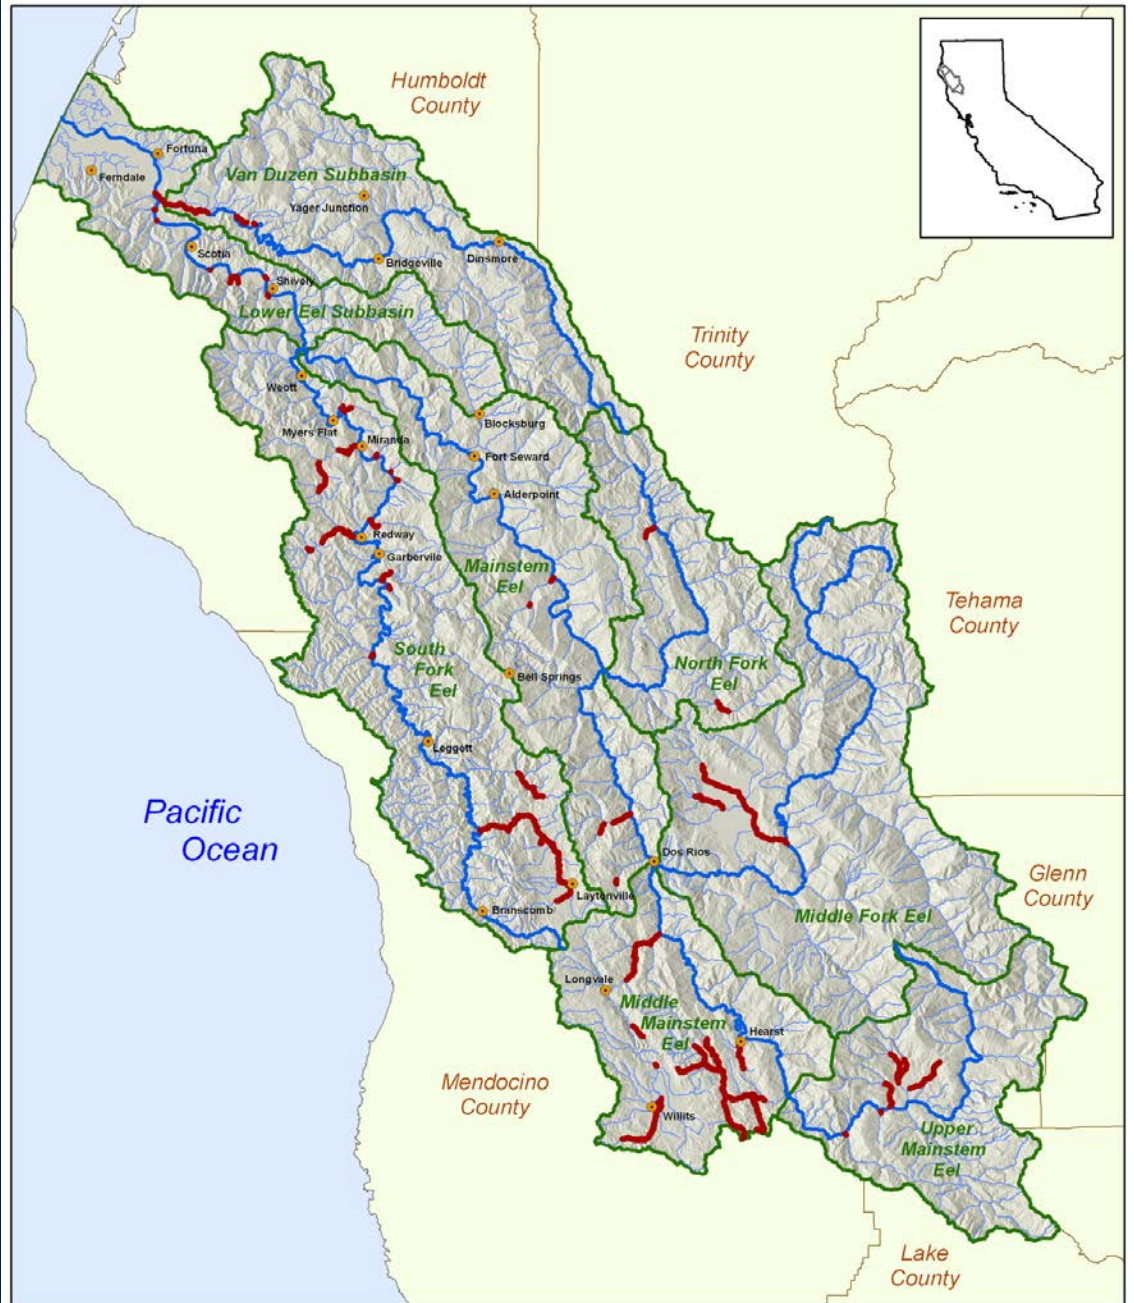 Humboldt
County
Fortuna
Ferndale
Van Duzen Subbasin
Yager Junction
Scotia
Bridgeville
Dinsmore
Shively
Lower Eel Subbasin
Trinity
County
Weott
Myers Flat
Blocksburg
Miranda
Fort Seward
Alderpoint
Redway
Garberville
Mainstem
Eel
Tehama
County
South
Fork
Eel
North Fork
Eel
Bell Springs
Leggett
Pacific
Ocean
Dos Rios
Glenn
County
Laytonville
Branscomb
Middle Fork Eel
Longvale
Middle
Mainstem
Eel
Hearst
Mendocino
County
Willits
Upper
Mainstem
Eel
Lake
County